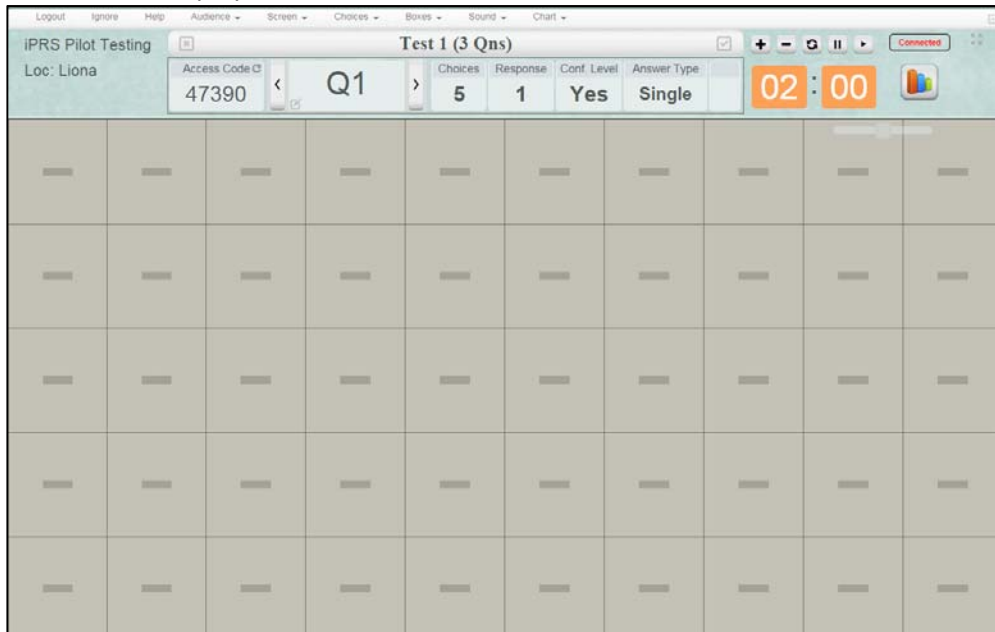 Logout Ignore Help Audience Screen Choices Boxes Sound Chart
iPRS Pilot Testing
Test 1 (3 Qns)
Connected
Loc: Liona
Access Code
47390
Q1
Choices
5
Response
1
Conf. Level
Yes
Answer Type
Single
02 : 00